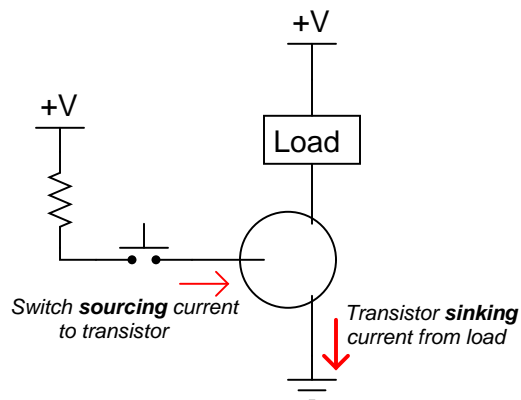 +V
+V
Load
Switch sourcing current
to transistor
Transistor sinking
current from load